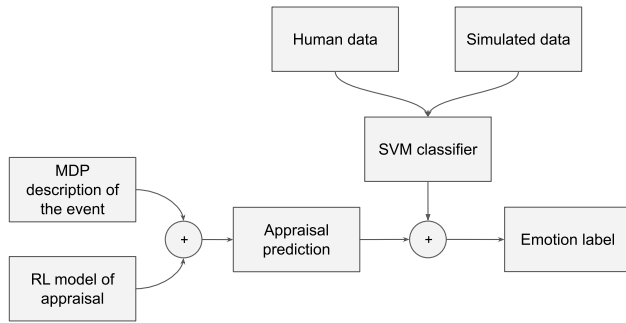 Human data
Simulated data
SVM classifier
MDP
description of
the event
+
Appraisal
prediction
+
Emotion label
RL model of
appraisal